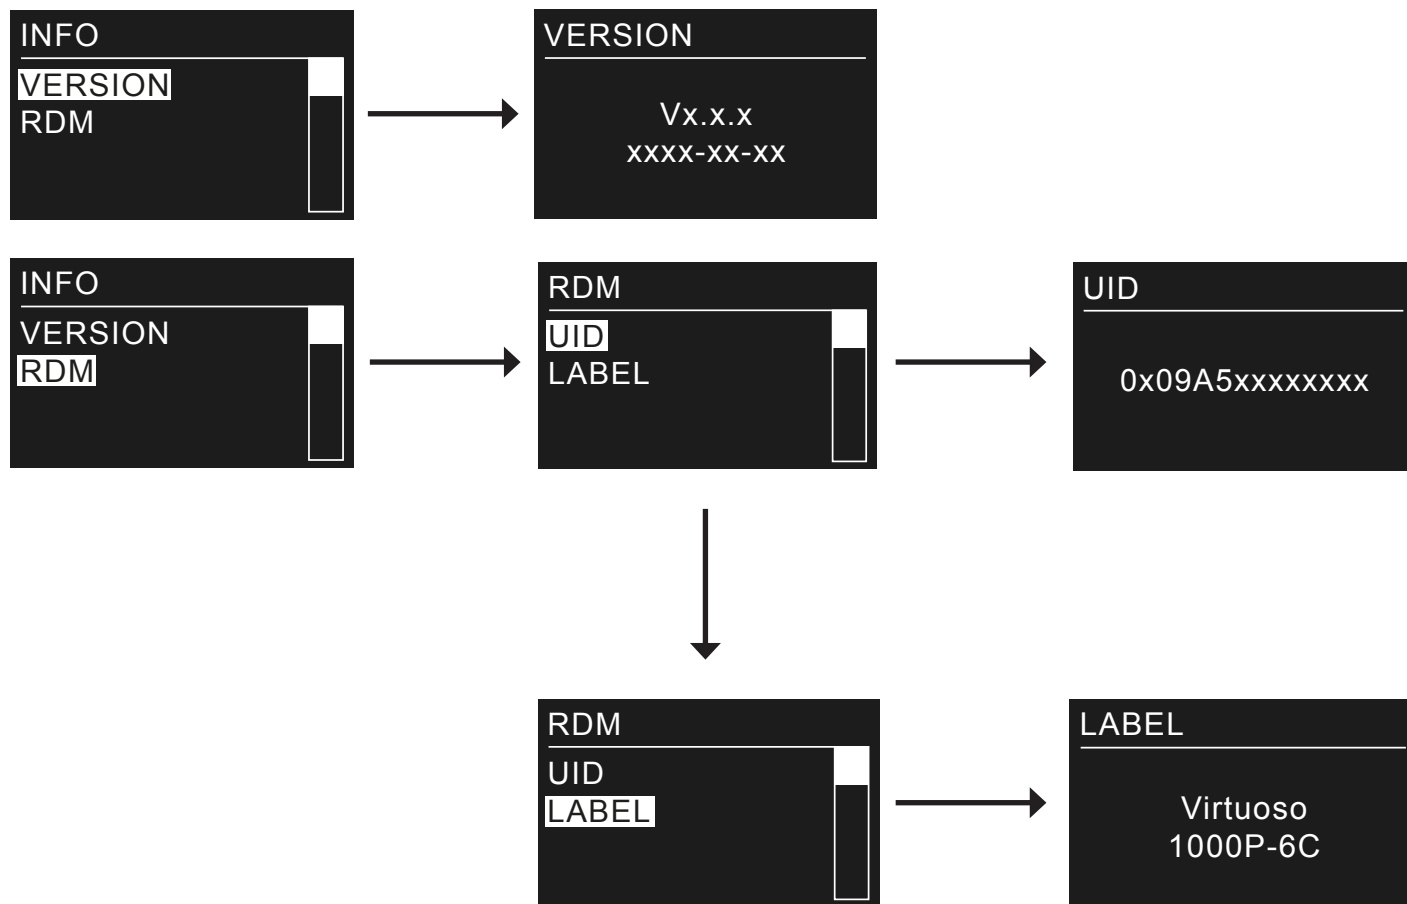 INFO
VERSION
RDM
VERSION
Vx.x.x
xxxx-xx-xx
INFO
VERSION
RDM
RDM
UID
LABEL
UID
0x09A5xxxxxxxx
RDM
UID
LABEL
LABEL
Virtuoso
1000P-6C